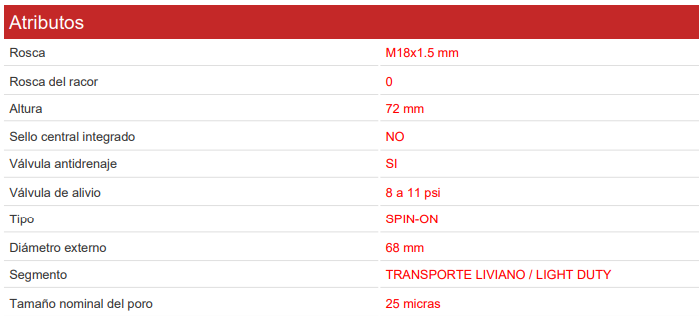 Atributos
Rosca M18x1.5 mm
Rosca del racor 0
Altura 72 mm
Sello central integrado NO
Válvula antidrenaje SI
Válvula de alivio 8 a 11 psi
Tipo SPIN-ON
Diámetro externo 68 mm
Segmento TRANSPORTE LIVIANO / LIGHT DUTY
Tamaño nominal del poro 25 micras